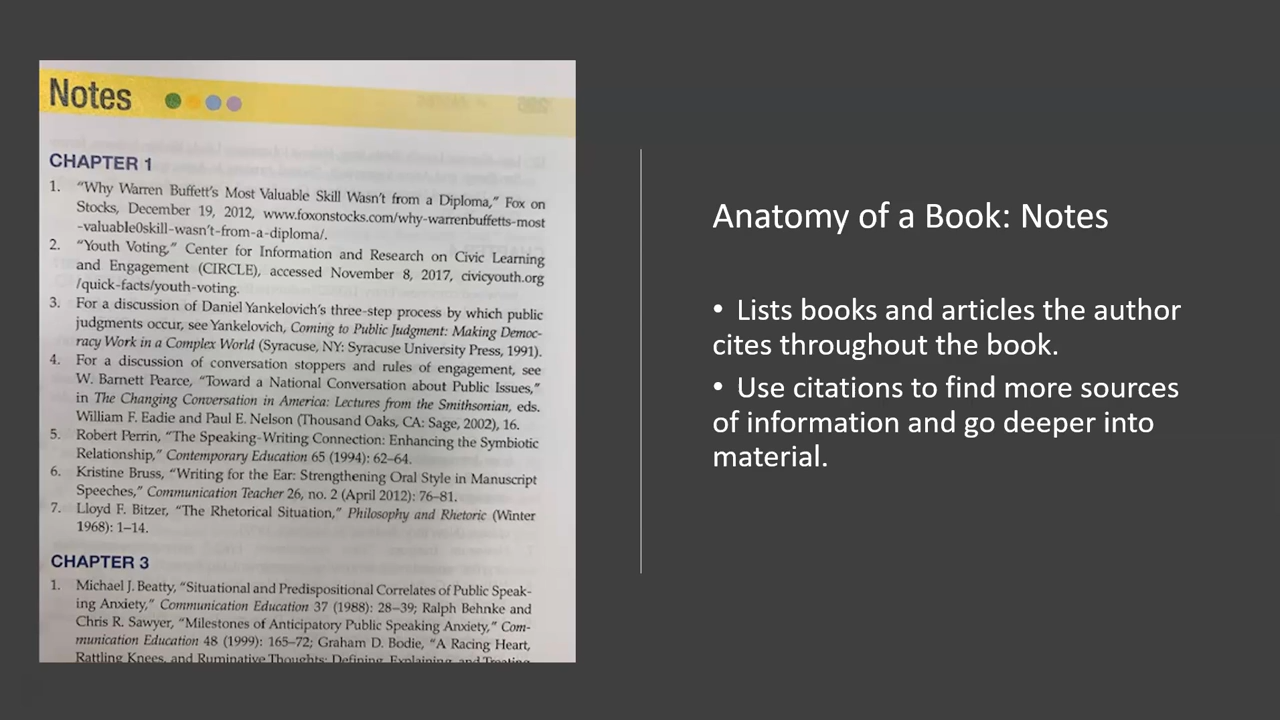 Notes
CHAPTER 1
1. “Why Warren Buffett’s Most Valuable Skill Wasn’t from a Diploma,” Fox on
Stocks, December 19, 2012, www.foxonstocks.com/why-warrenbuffetts-most
-valuable0skill-wasn’t-from-a-diploma/.
2. “Youth Voting,” Center for Information and Research on Civic Learning
and Engagement (CIRCLE), accessed November 8, 2017, civicyouth.org
/quick-facts/youth-voting.
3. For a discussion of Daniel Yankelovich’s three-step process by which public
judgments occur, see Yankelovich, Coming to Public Judgment: Making Democ-
racy Work in a Complex World (Syracuse, NY: Syracuse University Press, 1991).
4. For a discussion of conversation stoppers and rules of engagement, see
W. Barnett Pearce, “Toward a National Conversation about Public Issues,”
in The Changing Conversation in America: Lectures from the Smithsonian, eds.
William F. Eadie and Paul E. Nelson (Thousand Oaks, CA: Sage, 2002), 16.
5. Robert Perrin, “The Speaking-Writing Connection: Enhancing the Symbiotic
Relationship,” Contemporary Education 65 (1994): 62–64.
6. Kristine Bruss, “Writing for the Ear: Strengthening Oral Style in Manuscript
Speeches,” Communication Teacher 26, no. 2 (April 2012): 76–81.
7. Lloyd F. Bitzer, “The Rhetorical Situation,” Philosophy and Rhetoric (Winter
1968): 1–14.
CHAPTER 3
1. Michael J. Beatty, “Situational and Predispositional Correlates of Public Speak-
ing Anxiety,” Communication Education 37 (1988): 28–39; Ralph Behnke and
Chris R. Sawyer, “Milestones of Anticipatory Public Speaking Anxiety,” Com-
munication Education 48 (1999): 165–72; Graham D. Bodie, “A Racing Heart,
Rattling Knees, and Ruminative Thoughts: Defining, Explaining, and Treating
Anatomy of a Book: Notes
• Lists books and articles the author
cites throughout the book.
• Use citations to find more sources
of information and go deeper into
material.